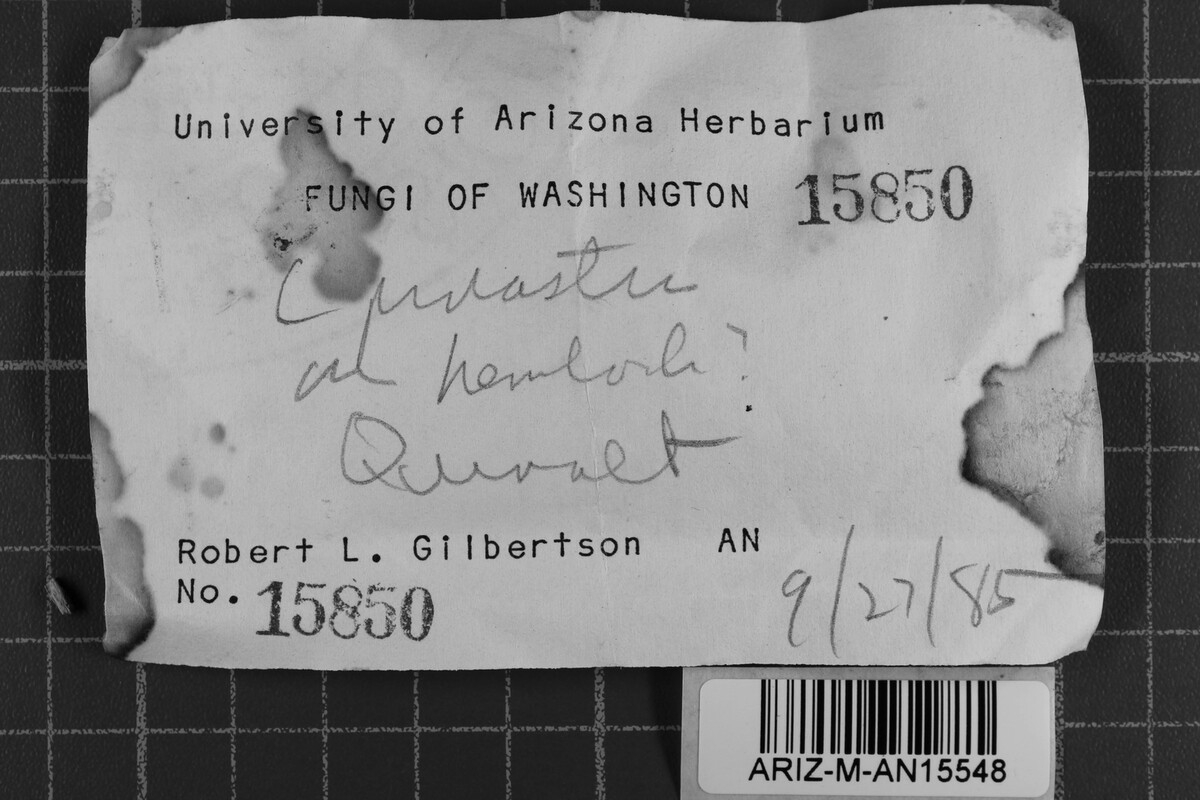 University of Arizona Herbarium
FUNGI OF WASHINGTON 15850
on hemlock?
Quinalt
Robert L. Gilbertson AN
No. 15850 9/27/85
ARIZ-M-AN15548